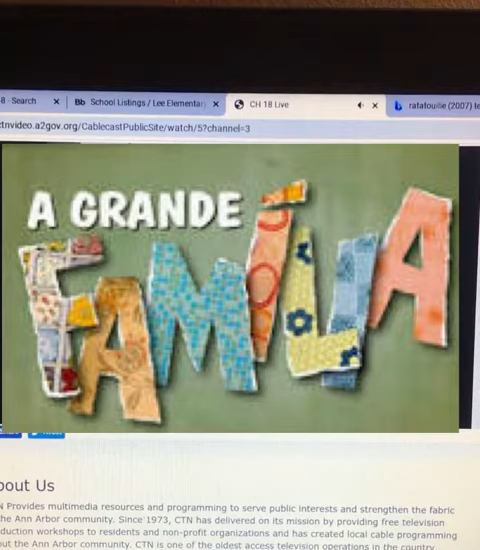 8 - Search
Bb School Listings / Lee Elementar
CH 18 Live
ratatouille (2007) te
tnvideo.a2gov.org/CablecastPublicSite/watch/5?channel=3
A GRANDE
FAMÍLIA
bout Us
N Provides multimedia resources and programming to serve public interests and strengthen the fabric
the Ann Arbor community. Since 1973, CTN has delivered on its mission by providing free television
duction workshops to residents and non-profit organizations and has created local cable programming
out the Ann Arbor community. CTN is one of the oldest access television operations in the country.